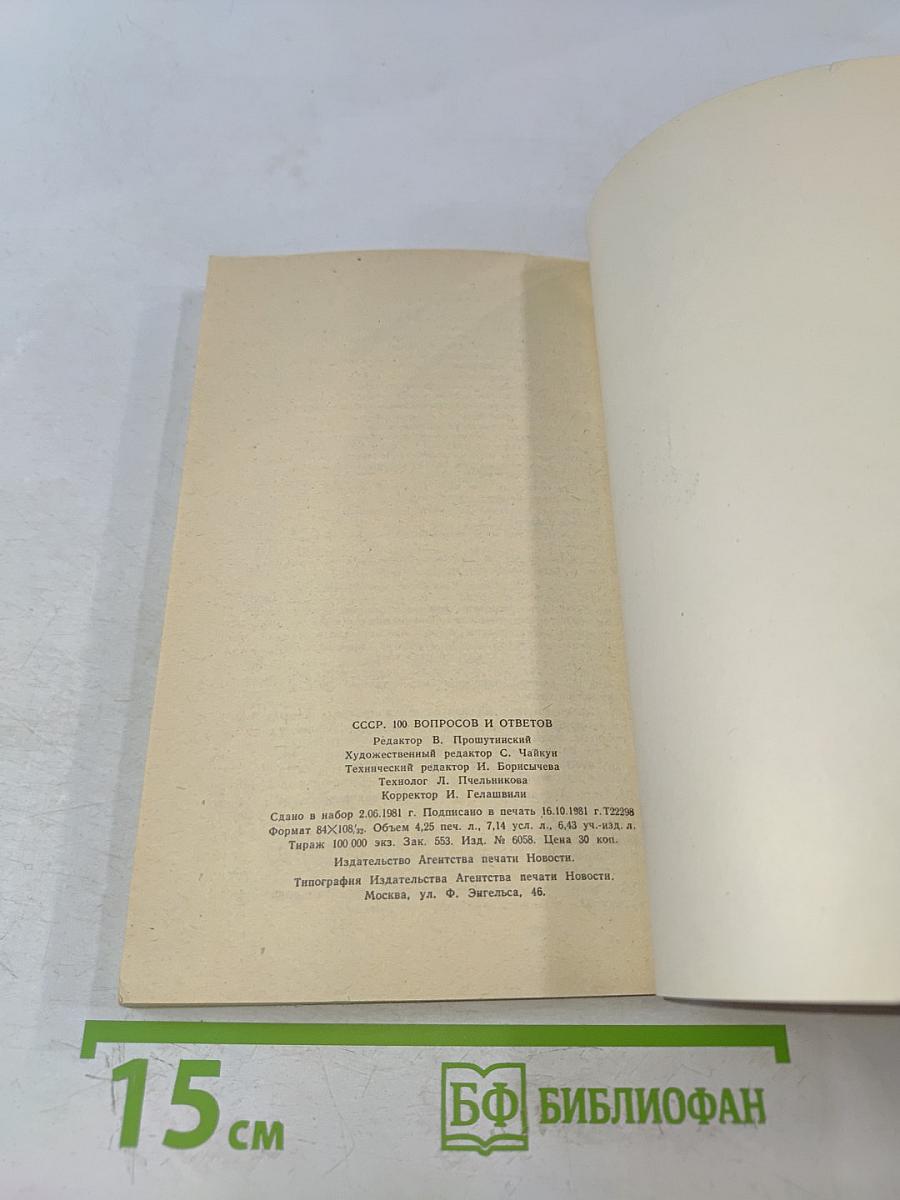 СССР. 100 ВОПРОСОВ И ОТВЕТОВ
Редактор В. Прошутинский
Художественный редактор С. Чайкун
Технический редактор И. Борисычева
Технолог Л. Пчельникова
Корректор И. Гелашвили
Сдано в набор 2.06.1981 г. Подписано в печать 16.10.1981 г. Т22298
Формат 84×108¹/₃₂. Объем 4,25 печ. л., 7,14 усл. л., 6,43 уч.-изд. л.
Тираж 100 000 экз. Зак. 553. Изд. № 6058. Цена 30 коп.
Издательство Агентства печати Новости.
Типография Издательства Агентства печати Новости.
Москва, ул. Ф. Энгельса, 46.
15 см
БФ БИБЛИОФАН